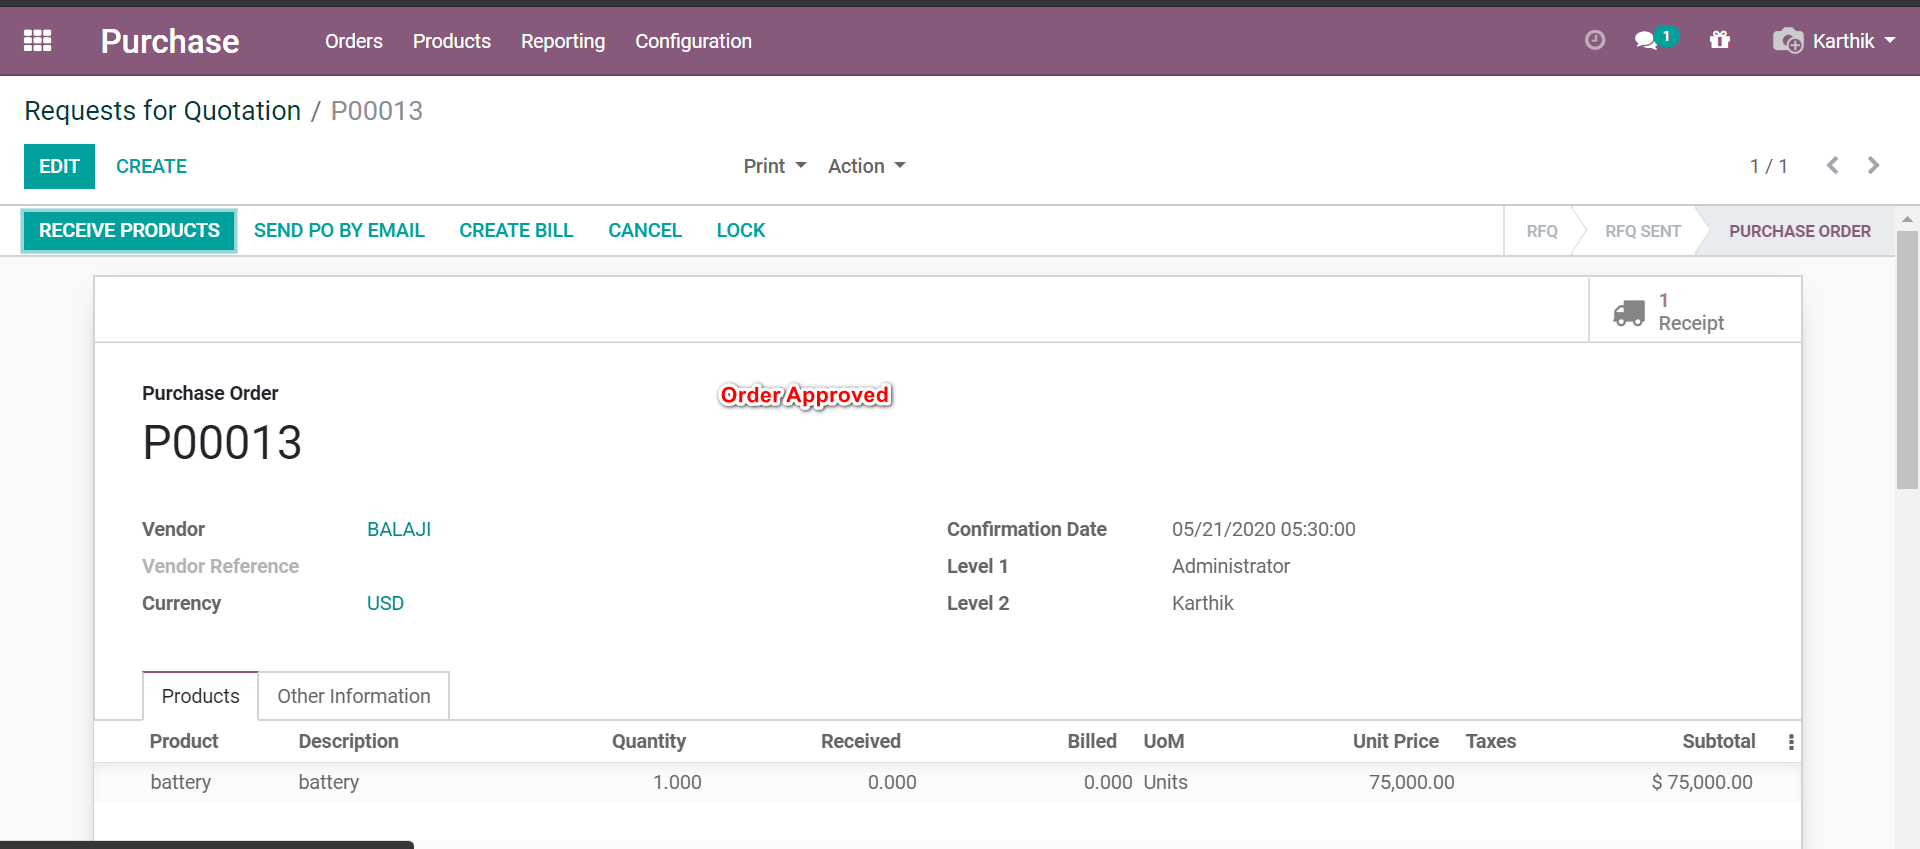 Purchase Orders Products Reporting Configuration 1 Karthik
Requests for Quotation / P00013
EDIT CREATE Print Action 1 / 1
RECEIVE PRODUCTS SEND PO BY EMAIL CREATE BILL CANCEL LOCK RFQ RFQ SENT PURCHASE ORDER
1
Receipt
Purchase Order Order Approved
P00013
Vendor BALAJI Confirmation Date 05/21/2020 05:30:00
Vendor Reference Level 1 Administrator
Currency USD Level 2 Karthik
Products Other Information
Product Description Quantity Received Billed UoM Unit Price Taxes Subtotal
battery battery 1.000 0.000 0.000 Units 75,000.00 $ 75,000.00